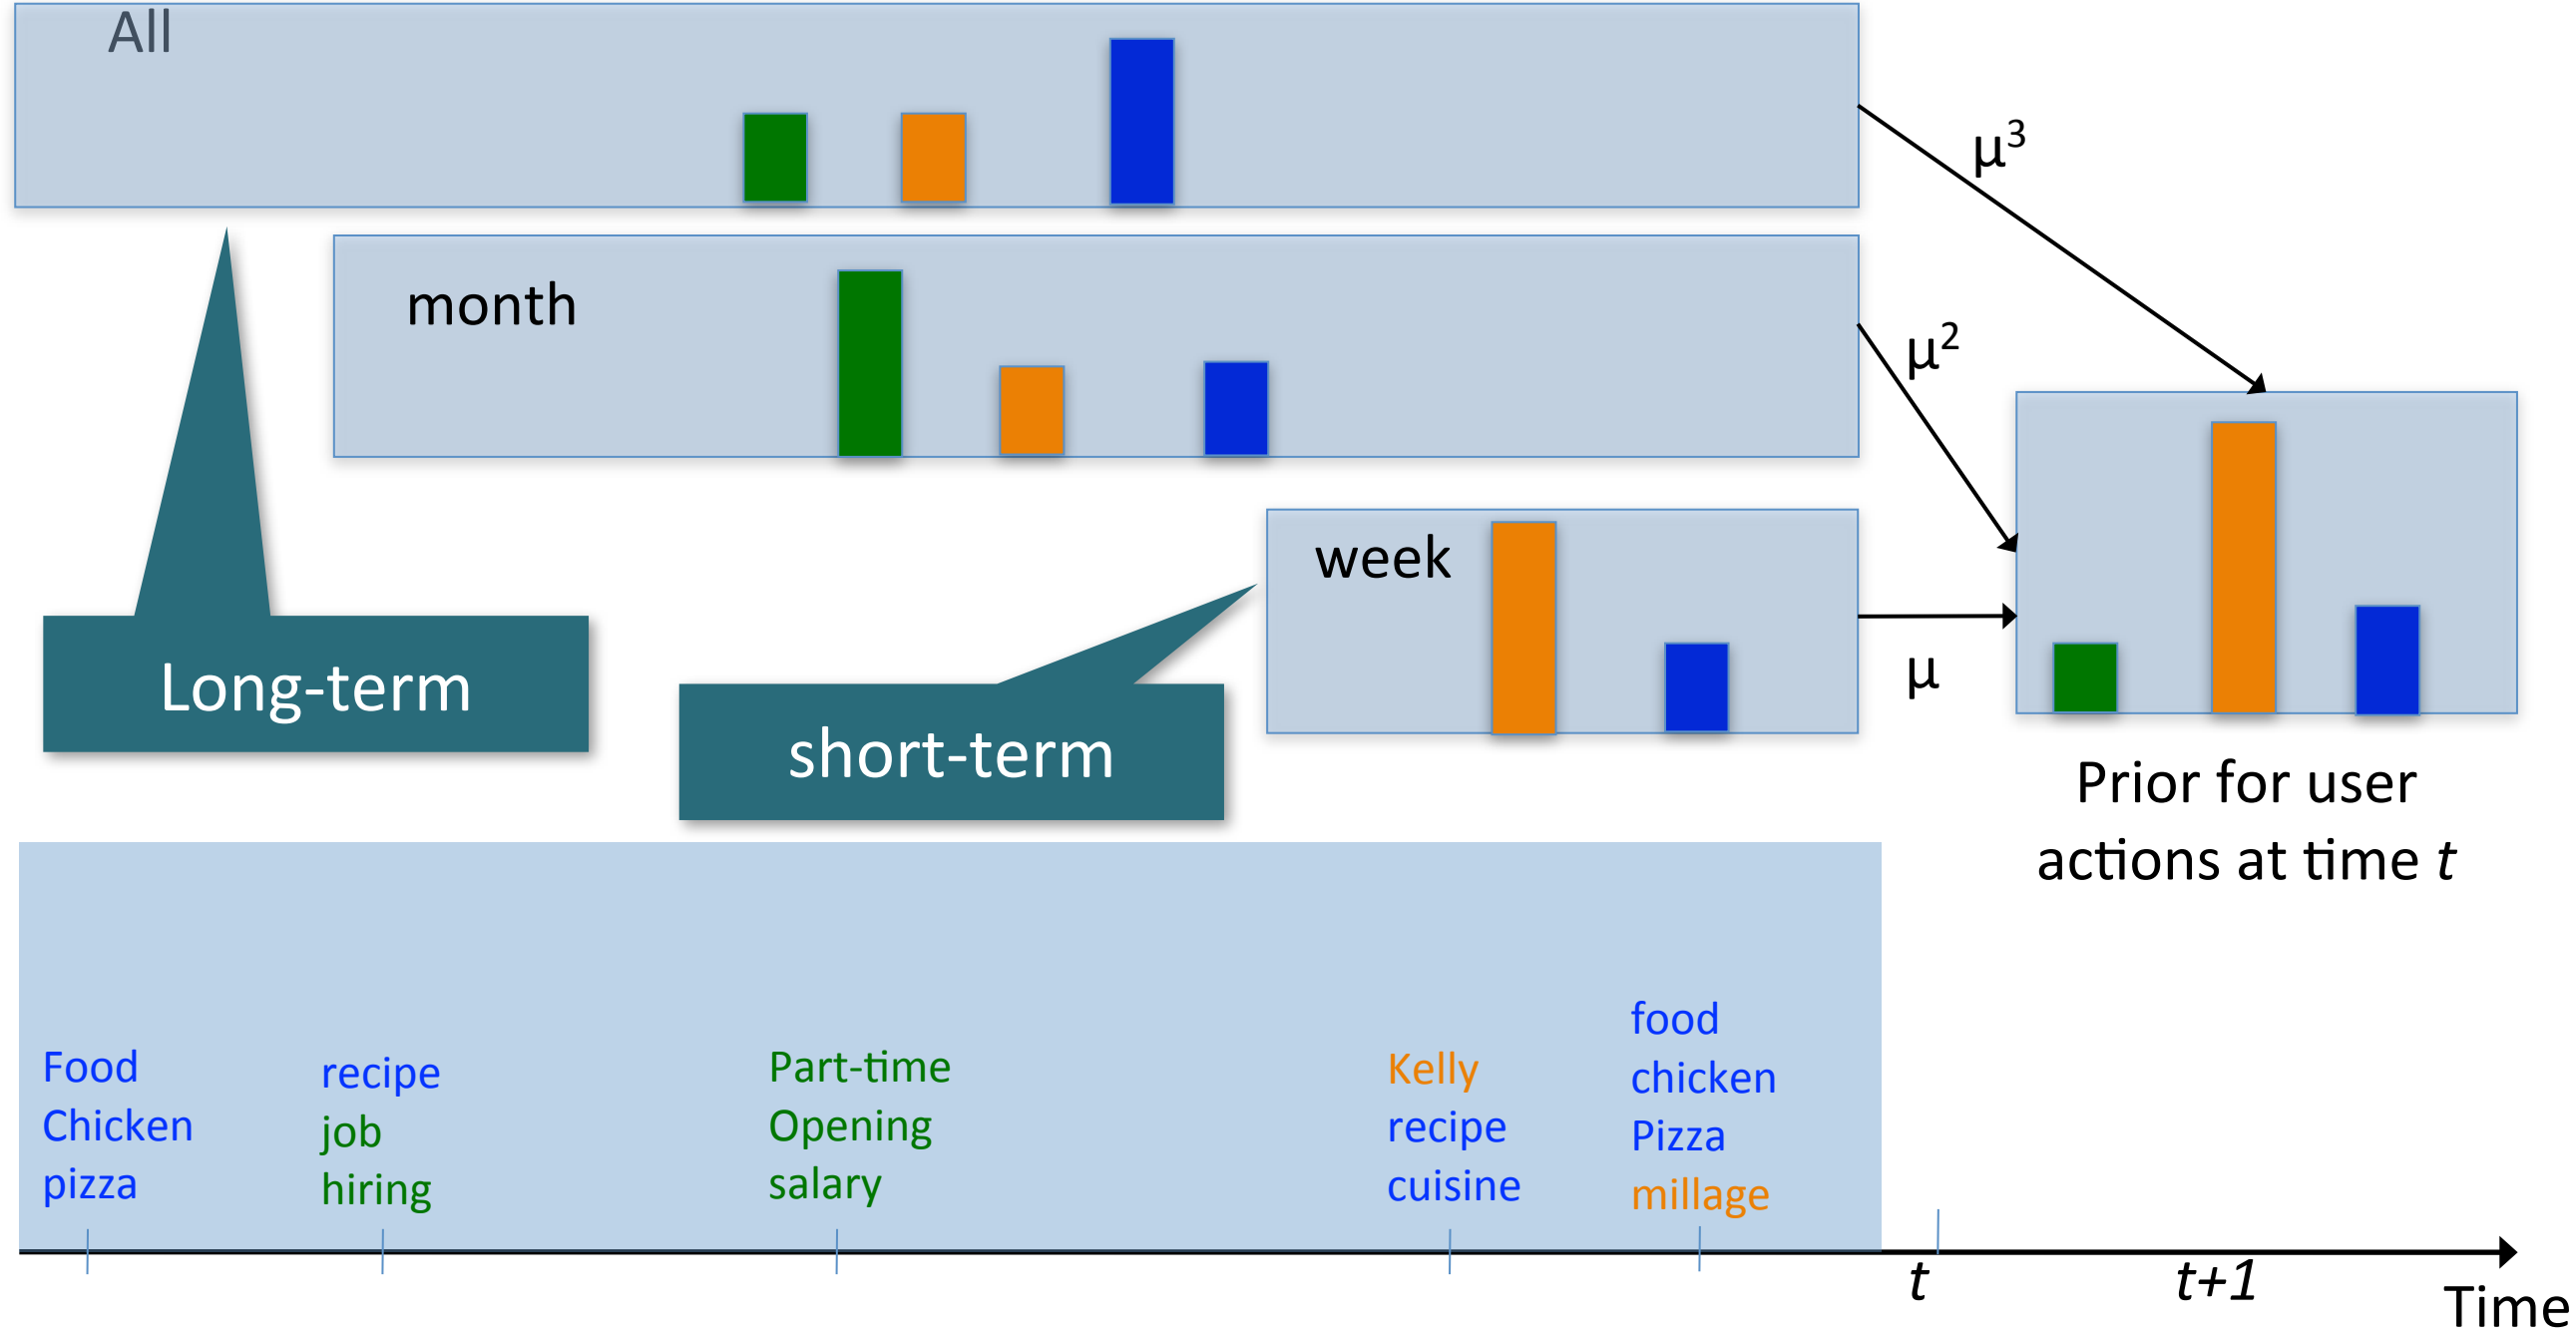 All
μ³
month
μ²
week
μ
Long-term
short-term
Prior for user
actions at time t
Food
Chicken
pizza
recipe
job
hiring
Part-time
Opening
salary
Kelly
recipe
cuisine
food
chicken
Pizza
millage
t
t+1
Time